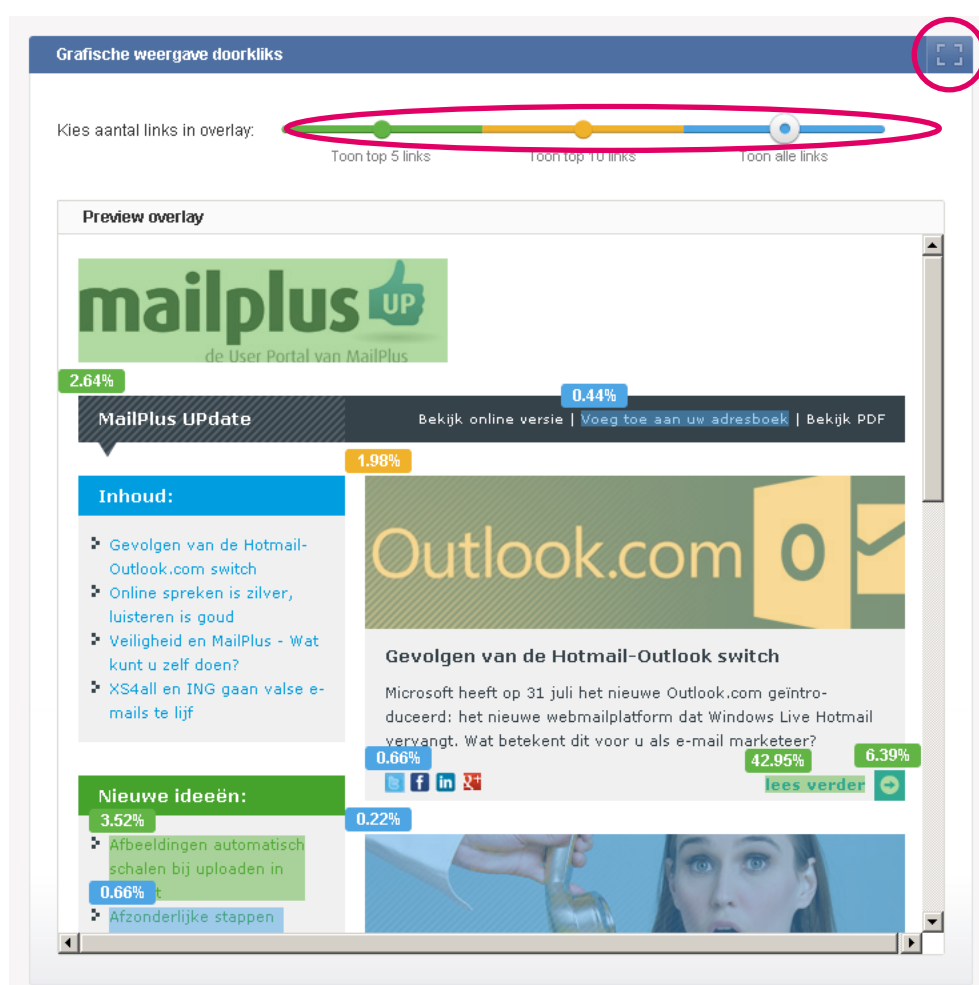 Grafische weergave doorkliks
Kies aantal links in overlay:
Toon top 5 links
Toon top 10 links
Toon alle links
Preview overlay
mailplus UP
de User Portal van MailPlus
2.64%
0.44%
MailPlus UPdate
Bekijk online versie | Voeg toe aan uw adresboek | Bekijk PDF
1.98%
Inhoud:
Gevolgen van de Hotmail-
Outlook.com switch
Online spreken is zilver,
luisteren is goud
Veiligheid en MailPlus - Wat
kunt u zelf doen?
XS4all en ING gaan valse e-
mails te lijf
Outlook.com
Gevolgen van de Hotmail-Outlook switch
Microsoft heeft op 31 juli het nieuwe Outlook.com geïntro-
duceerd: het nieuwe webmailplatform dat Windows Live Hotmail
vervangt. Wat betekent dit voor u als e-mail marketeer?
0.66%
42.95%
6.39%
lees verder
Nieuwe ideeën:
3.52%
Afbeeldingen automatisch
schalen bij uploaden in
0.66%
Afzonderlijke stappen
0.22%